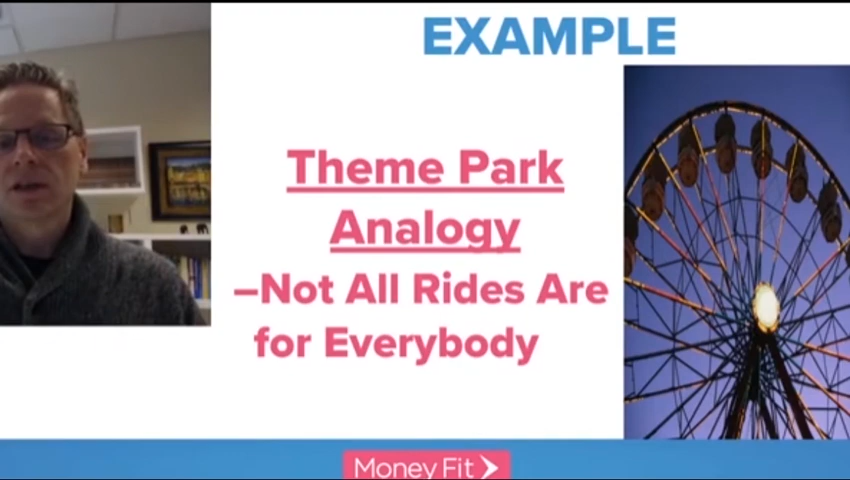 EXAMPLE
Theme Park
Analogy
–Not All Rides Are
for Everybody
Money Fit